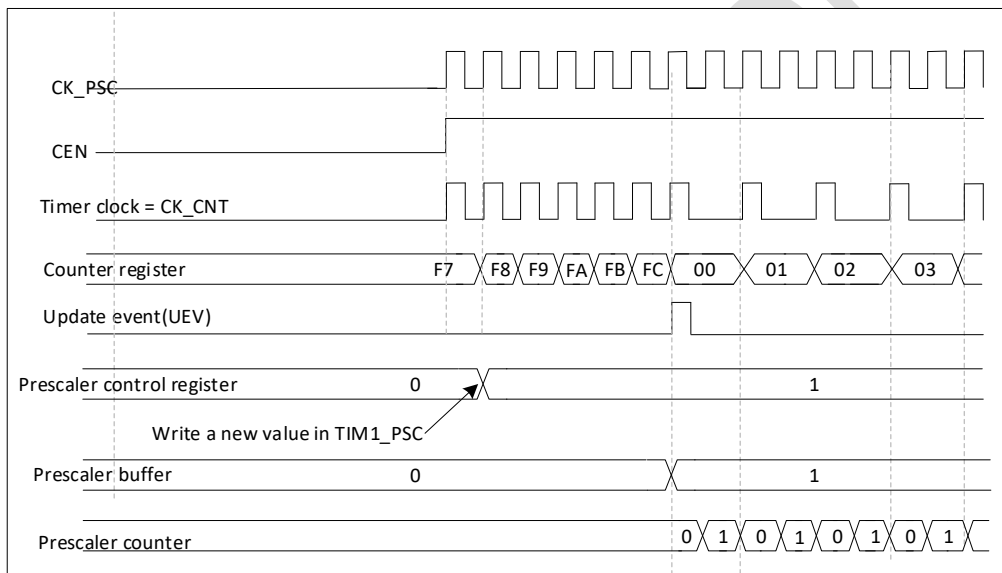 CK_PSC
CEN
Timer clock = CK_CNT
Counter register F7 F8 F9 FA FB FC 00 01 02 03
Update event(UEV)
Prescaler control register 0 1
Write a new value in TIM1_PSC
Prescaler buffer 0 1
Prescaler counter 0 1 0 1 0 1 0 1